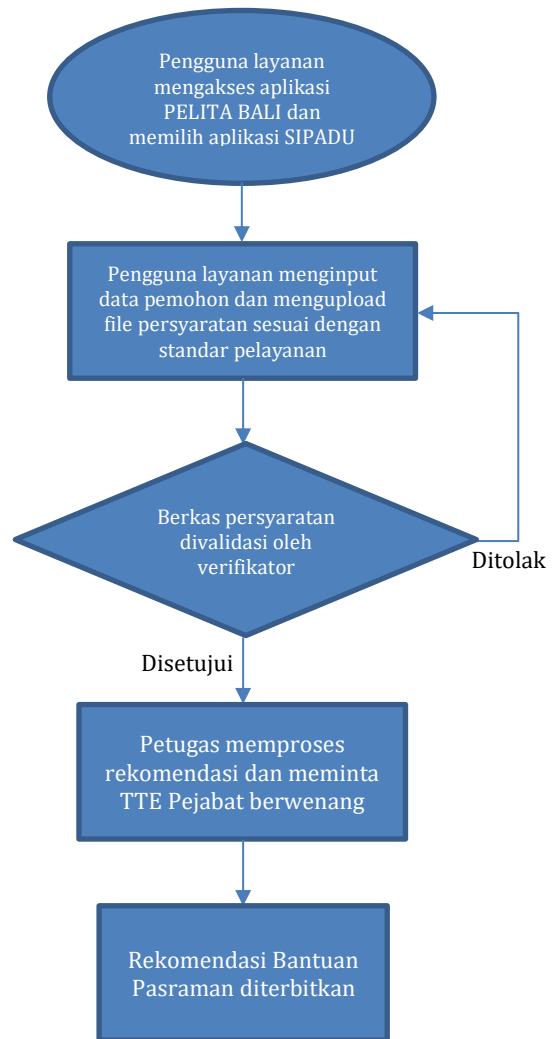 Pengguna layanan
mengakses aplikasi
PELITA BALI dan
memilih aplikasi SIPADU
Pengguna layanan menginput
data pemohon dan mengupload
file persyaratan sesuai dengan
standar pelayanan
Berkas persyaratan
divalidasi oleh
verifikator
Ditolak
Disetujui
Petugas memproses
rekomendasi dan meminta
TTE Pejabat berwenang
Rekomendasi Bantuan
Pasraman diterbitkan